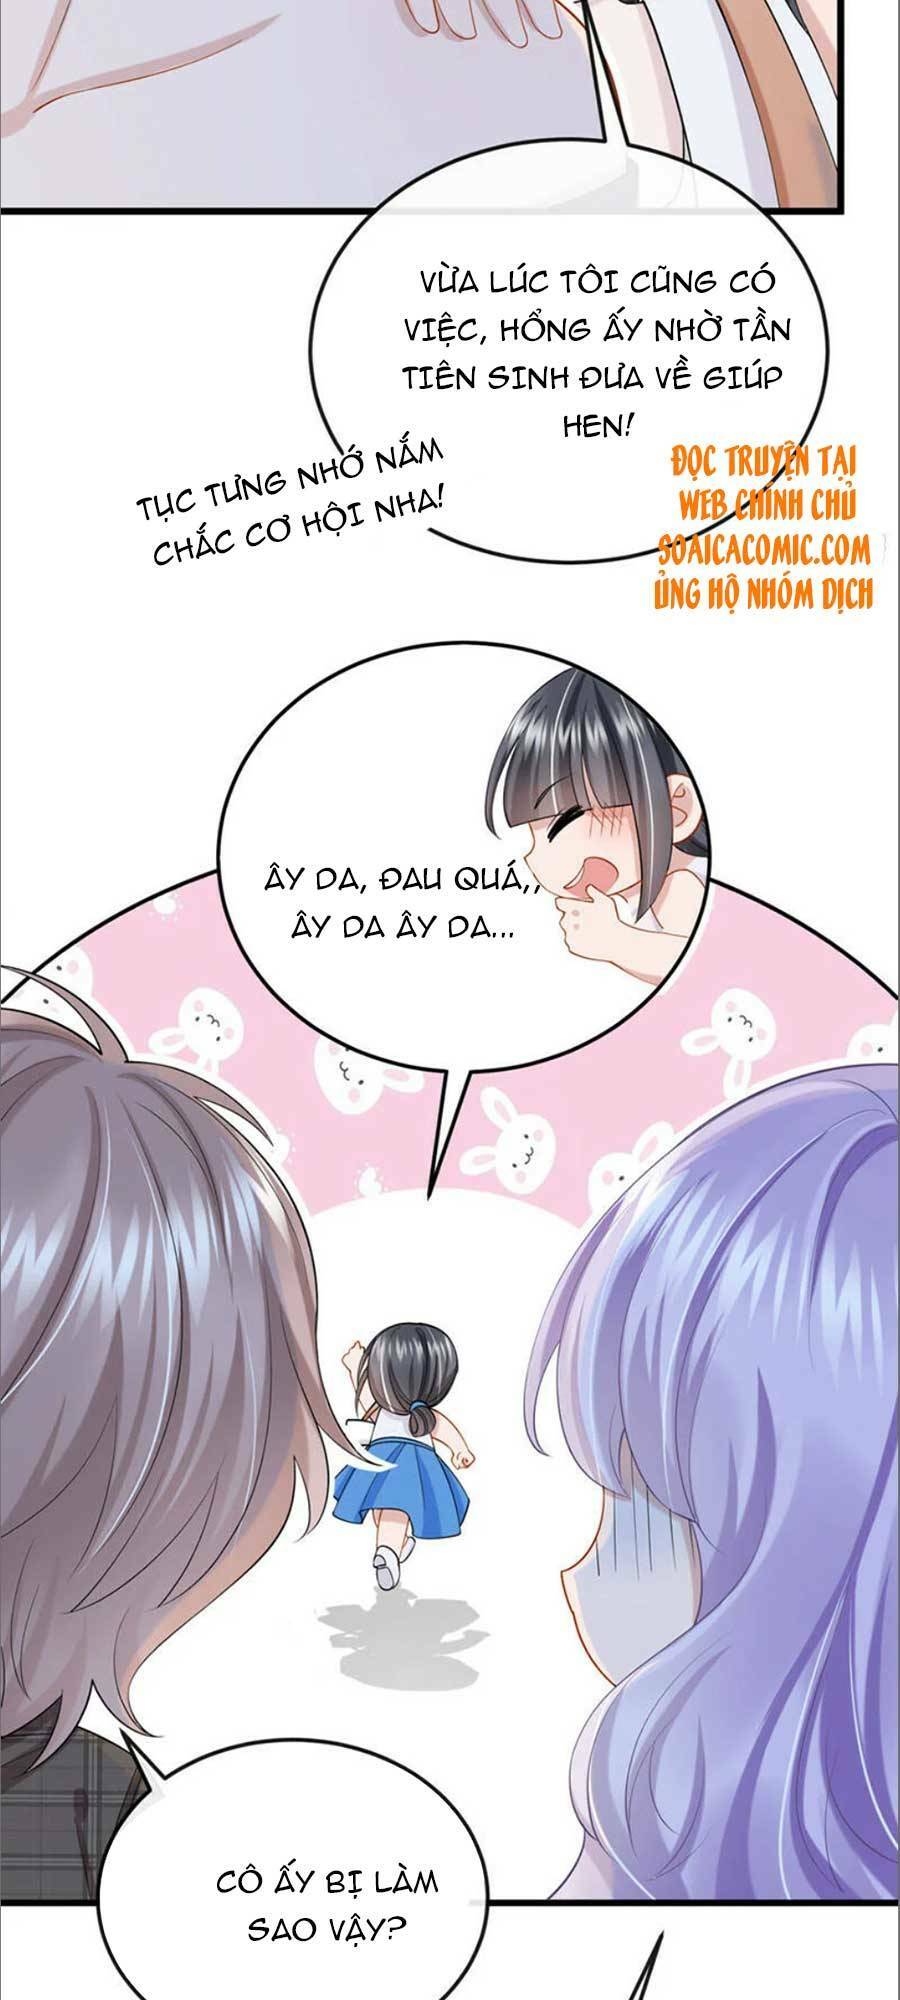 VỪA LÚC TÔI CŨNG CÓ
VIỆC, HỔNG ẤY NHỜ TẦN
TIÊN SINH ĐƯA VỀ GIÚP
HEN!
TỤC TƯNG NHỚ NẮM
CHẮC CƠ HỘI NHA!
ĐỌC TRUYỆN TẠI
WEB CHÍNH CHỦ
SOAICACOMIC.COM
ỦNG HỘ NHÓM DỊCH
ÂY DA, ĐAU QUÁ,,
ÂY DA ÂY DA...
CÔ ẤY BỊ LÀM
SAO VẬY?